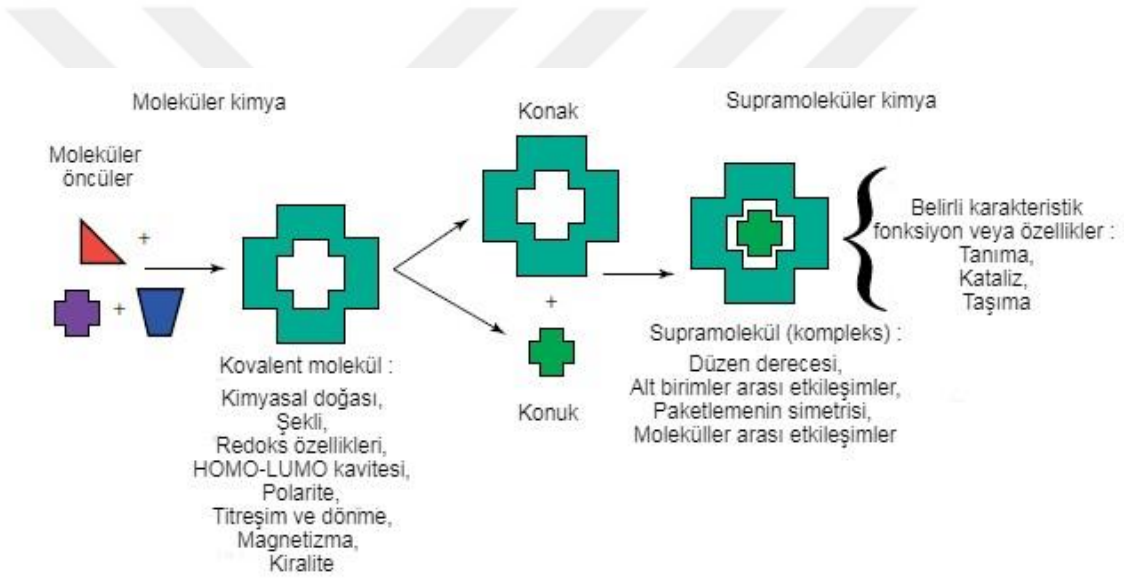 Moleküler kimya
Moleküler
öncüler
+
+
Kovalent molekül :
Kimyasal doğası,
Şekli,
Redoks özellikleri,
HOMO-LUMO kavitesi,
Polarite,
Titreşim ve dönme,
Magnetizma,
Kiralite
Konak
+
Konuk
Supramoleküler kimya
Supramolekül (kompleks) :
Düzen derecesi,
Alt birimler arası etkileşimler,
Paketlemenin simetrisi,
Moleküller arası etkileşimler
Belirli karakteristik
fonksiyon veya özellikler :
Tanıma,
Kataliz,
Taşıma